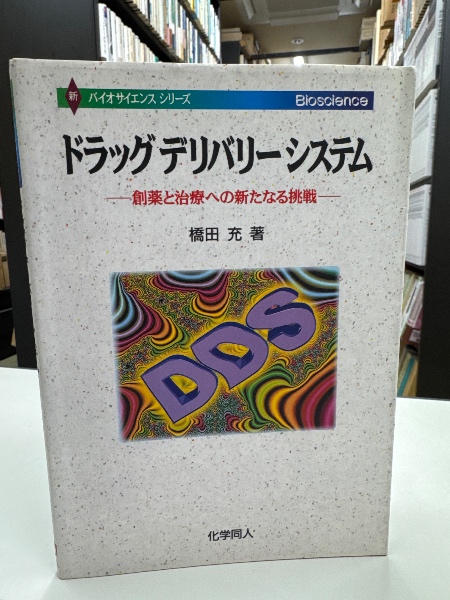 新 バイオサイエンスシリーズ Bioscience
ドラッグデリバリーシステム
—創薬と治療への新たなる挑戦—
橋田 充 著
DDS
化学同人